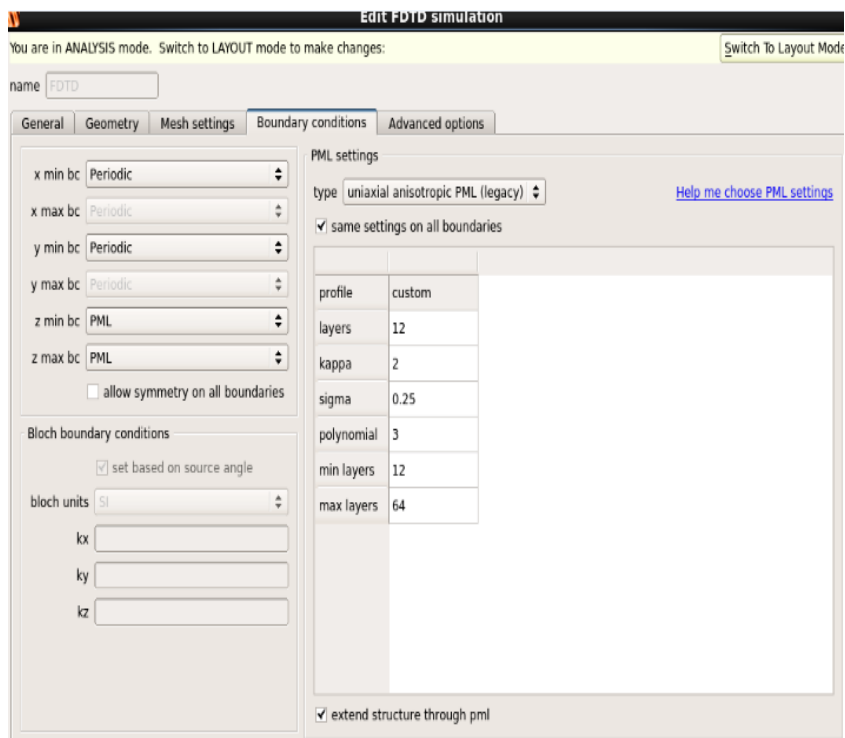 Edit FDTD simulation
You are in ANALYSIS mode. Switch to LAYOUT mode to make changes:
Switch To Layout Mode
name FDTD
General Geometry Mesh settings Boundary conditions Advanced options
x min bc Periodic
x max bc Periodic
y min bc Periodic
y max bc Periodic
z min bc PML
z max bc PML
allow symmetry on all boundaries
Bloch boundary conditions
set based on source angle
bloch units SI
kx
ky
kz
PML settings
type uniaxial anisotropic PML (legacy)
Help me choose PML settings
same settings on all boundaries
profile custom
layers 12
kappa 2
sigma 0.25
polynomial 3
min layers 12
max layers 64
extend structure through pml